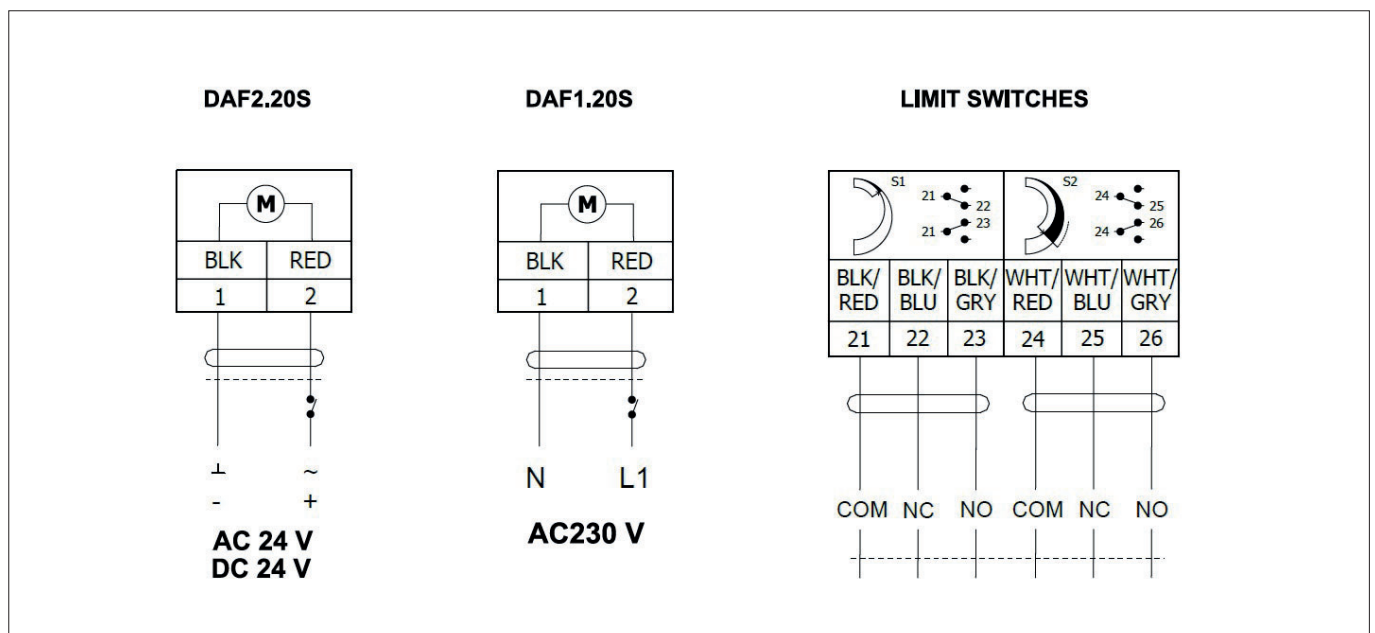 DAF2.20S
M
BLK RED
1 2
⊥ ~
- +
AC 24 V
DC 24 V
DAF1.20S
M
BLK RED
1 2
N L1
AC230 V
LIMIT SWITCHES
S1
21
22
21
23
S2
24
25
24
26
BLK/ BLK/ BLK/ WHT/ WHT/ WHT/
RED BLU GRY RED BLU GRY
21 22 23 24 25 26
COM NC NO COM NC NO